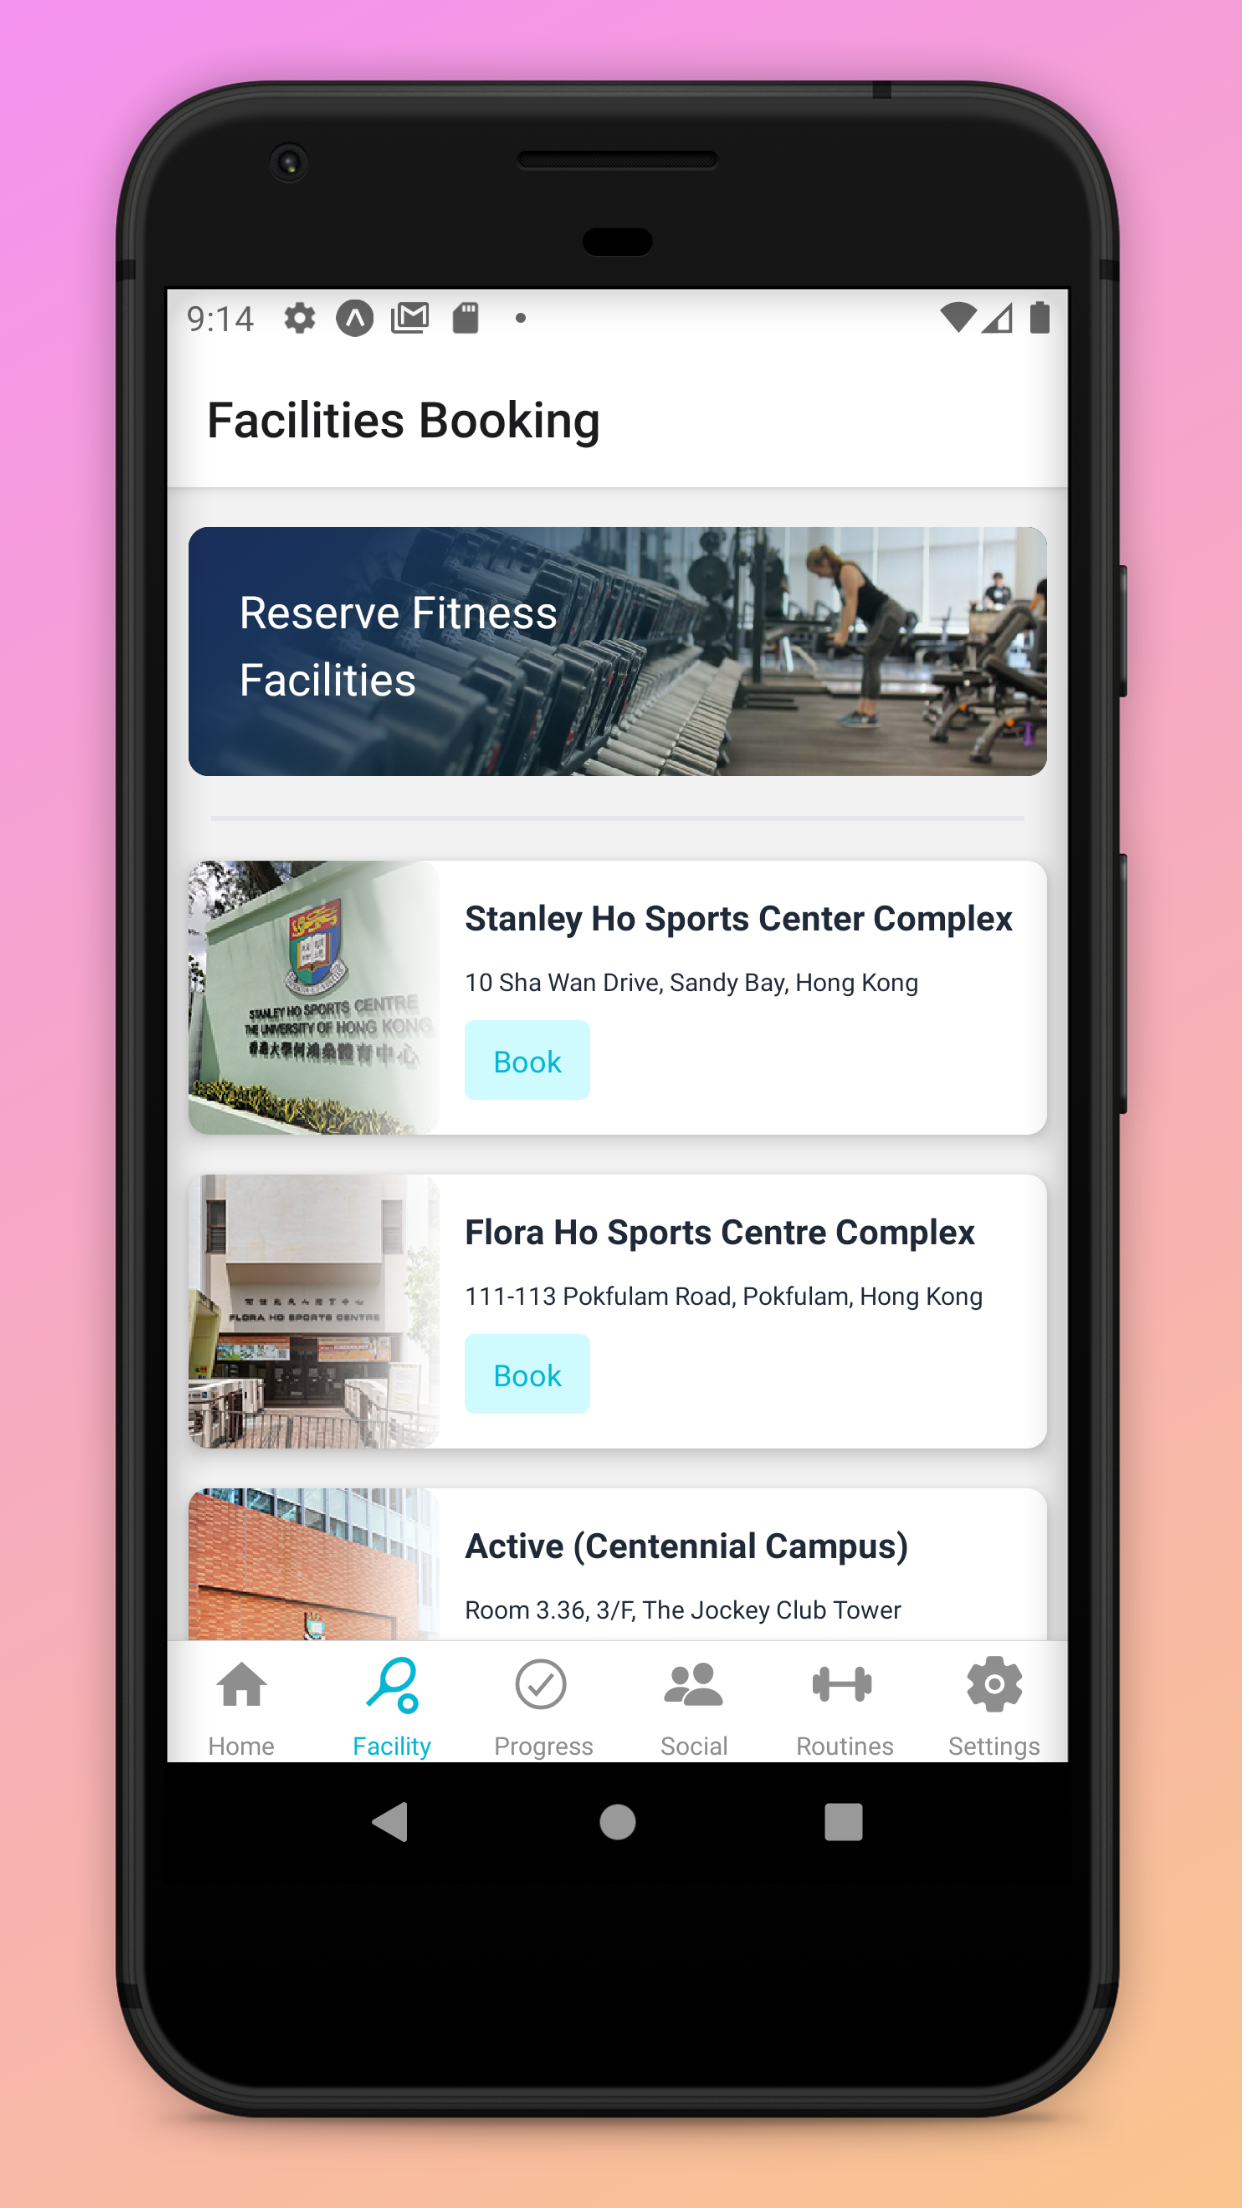 9:14
Facilities Booking
Reserve Fitness
Facilities
STANLEY HO SPORTS CENTRE
THE UNIVERSITY OF HONG KONG
香港大學何鴻燊體育中心
Stanley Ho Sports Center Complex
10 Sha Wan Drive, Sandy Bay, Hong Kong
Book
FLORA HO SPORTS CENTRE
Flora Ho Sports Centre Complex
111-113 Pokfulam Road, Pokfulam, Hong Kong
Book
Active (Centennial Campus)
Room 3.36, 3/F, The Jockey Club Tower
Home
Facility
Progress
Social
Routines
Settings